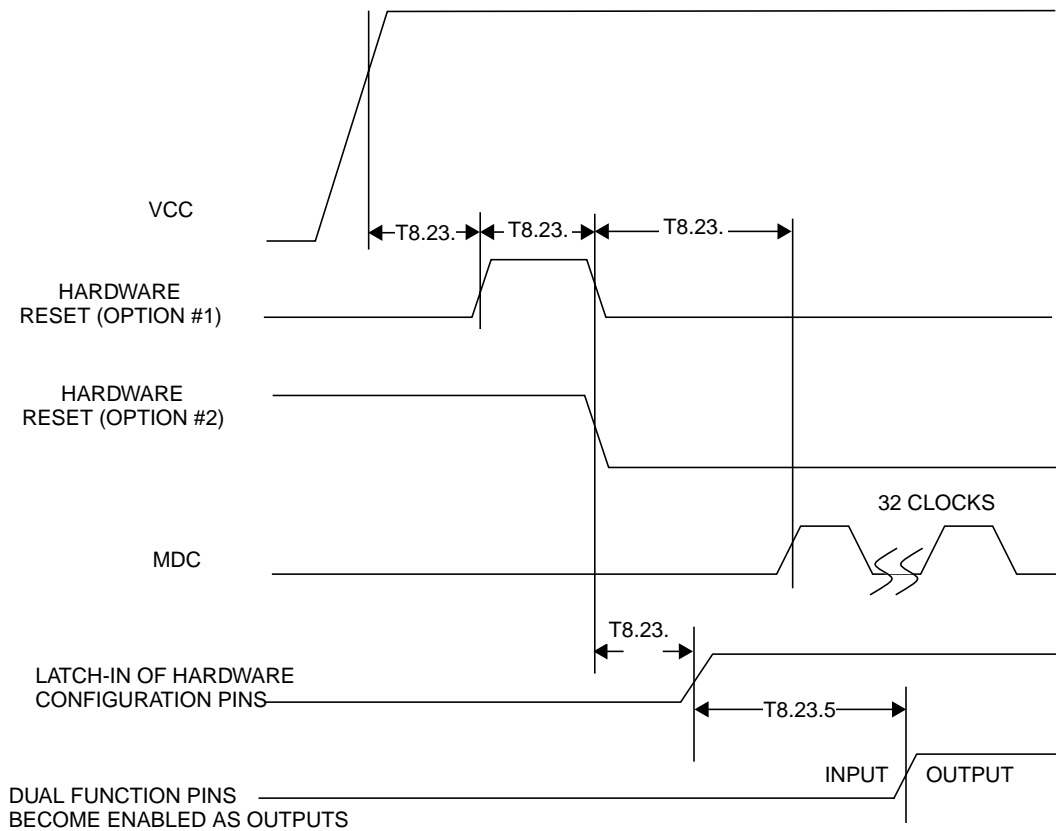 VCC
T8.23.
T8.23.
T8.23.
HARDWARE
RESET (OPTION #1)
HARDWARE
RESET (OPTION #2)
32 CLOCKS
MDC
T8.23.
LATCH-IN OF HARDWARE
CONFIGURATION PINS
T8.23.5
INPUT
OUTPUT
DUAL FUNCTION PINS
BECOME ENABLED AS OUTPUTS